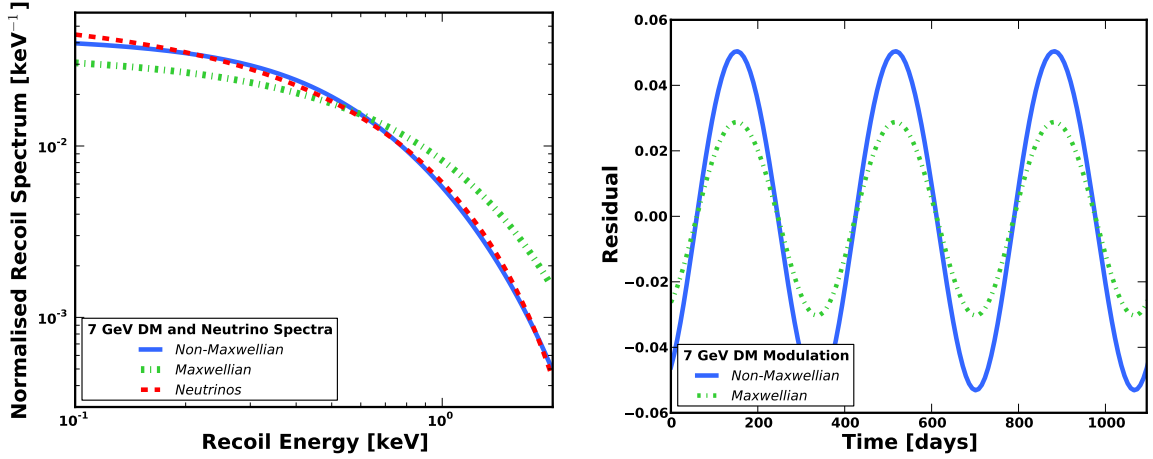 Normalised Recoil Spectrum [keV⁻¹]
10⁻²
10⁻³
7 GeV DM and Neutrino Spectra
Non-Maxwellian
Maxwellian
Neutrinos
10⁻¹
10⁰
Recoil Energy [keV]
Residual
0.06
0.04
0.02
0.00
−0.02
−0.04
−0.06
7 GeV DM Modulation
Non-Maxwellian
Maxwellian
0 200 400 600 800 1000
Time [days]